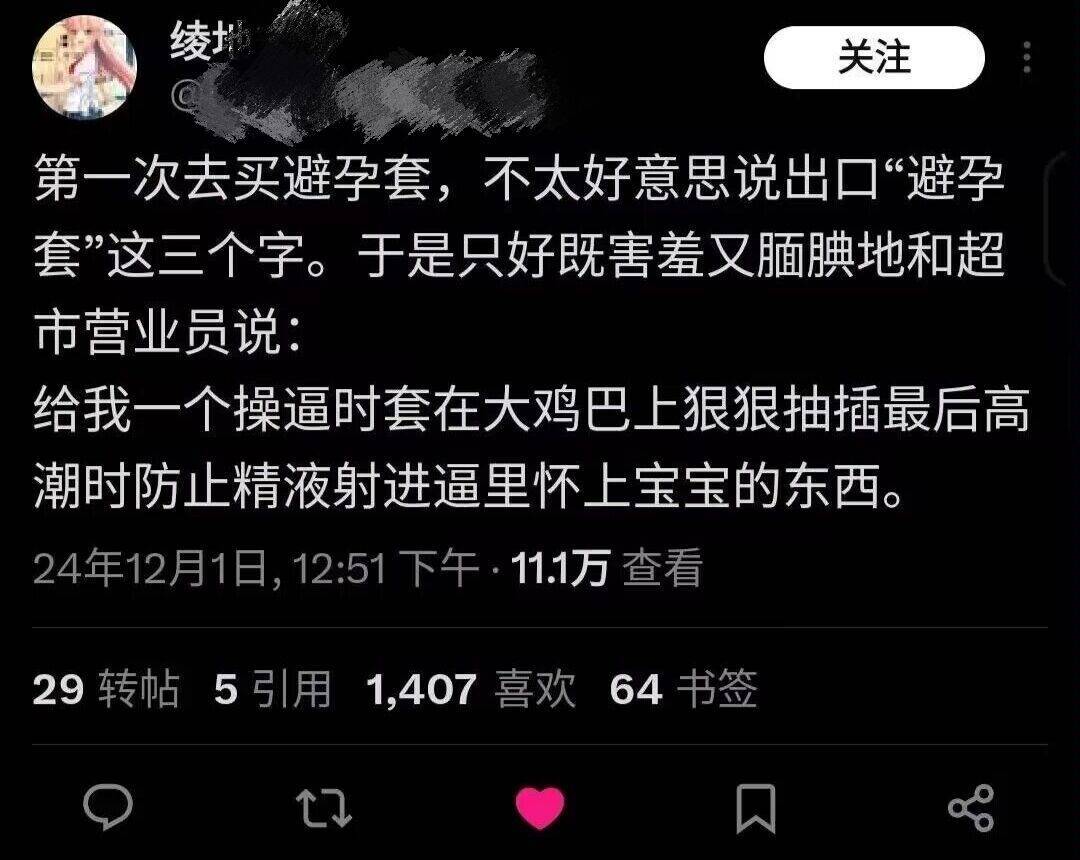 绫地
@
关注
第一次去买避孕套，不太好意思说出口“避孕
套”这三个字。于是只好既害羞又腼腆地和超
市营业员说：
给我一个操逼时套在大鸡巴上狠狠抽插最后高
潮时防止精液射进逼里怀上宝宝的东西。
24年12月1日, 12:51 下午 · 11.1万 查看
29 转帖 5 引用 1,407 喜欢 64 书签